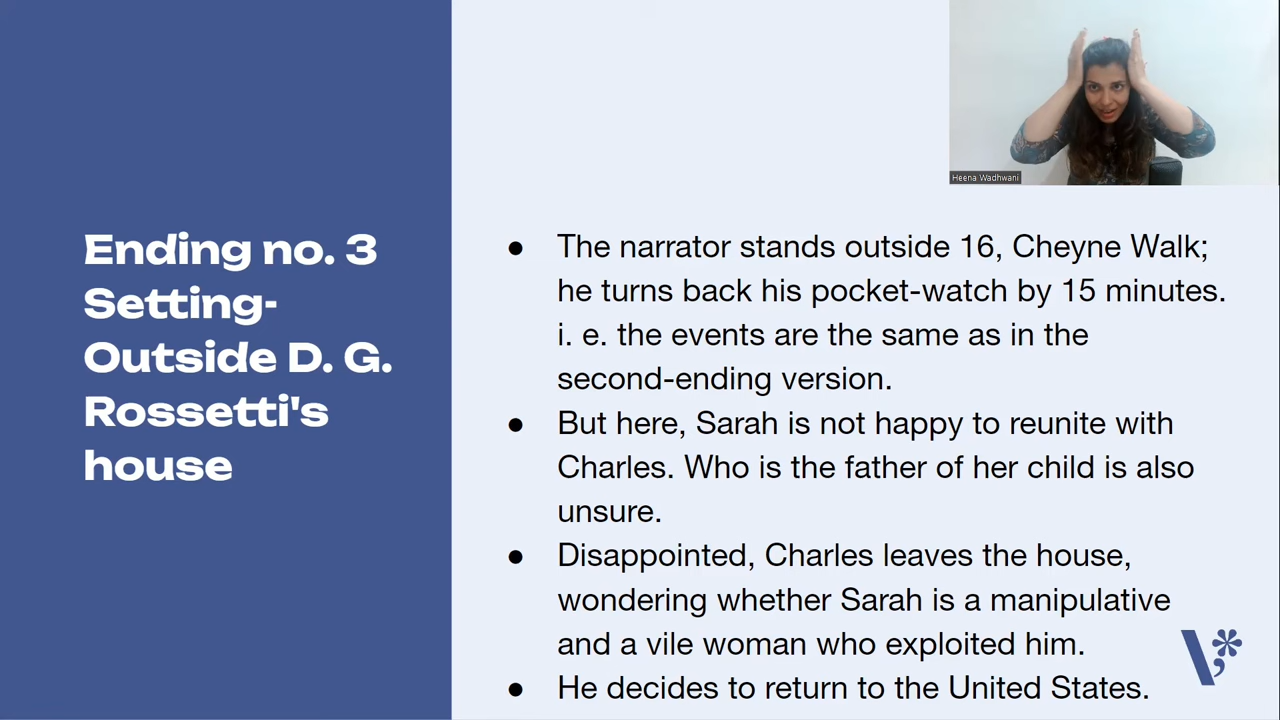 Heena Wadhwani
Ending no. 3
Setting-
Outside D. G.
Rossetti's
house
● The narrator stands outside 16, Cheyne Walk;
he turns back his pocket-watch by 15 minutes.
i. e. the events are the same as in the
second-ending version.
● But here, Sarah is not happy to reunite with
Charles. Who is the father of her child is also
unsure.
● Disappointed, Charles leaves the house,
wondering whether Sarah is a manipulative
and a vile woman who exploited him.
● He decides to return to the United States.